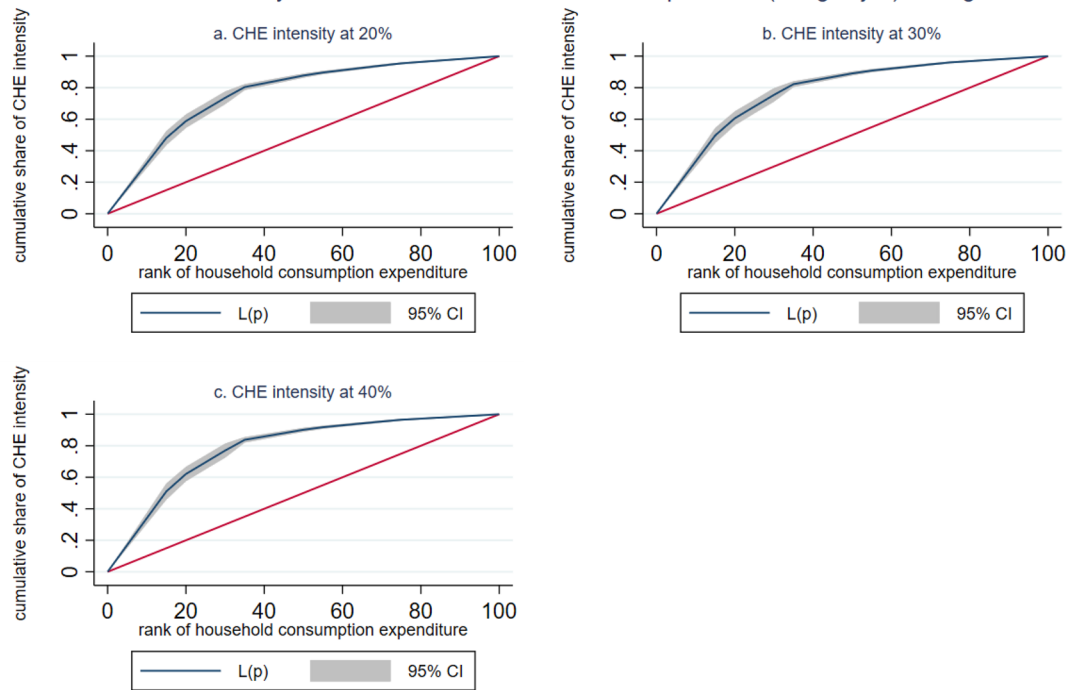 a. CHE intensity at 20%
cumulative share of CHE intensity
1
.8
.6
.4
.2
0
0 20 40 60 80 100
rank of household consumption expenditure
L(p) 95% CI
b. CHE intensity at 30%
cumulative share of CHE intensity
1
.8
.6
.4
.2
0
0 20 40 60 80 100
rank of household consumption expenditure
L(p) 95% CI
c. CHE intensity at 40%
cumulative share of CHE intensity
1
.8
.6
.4
.2
0
0 20 40 60 80 100
rank of household consumption expenditure
L(p) 95% CI